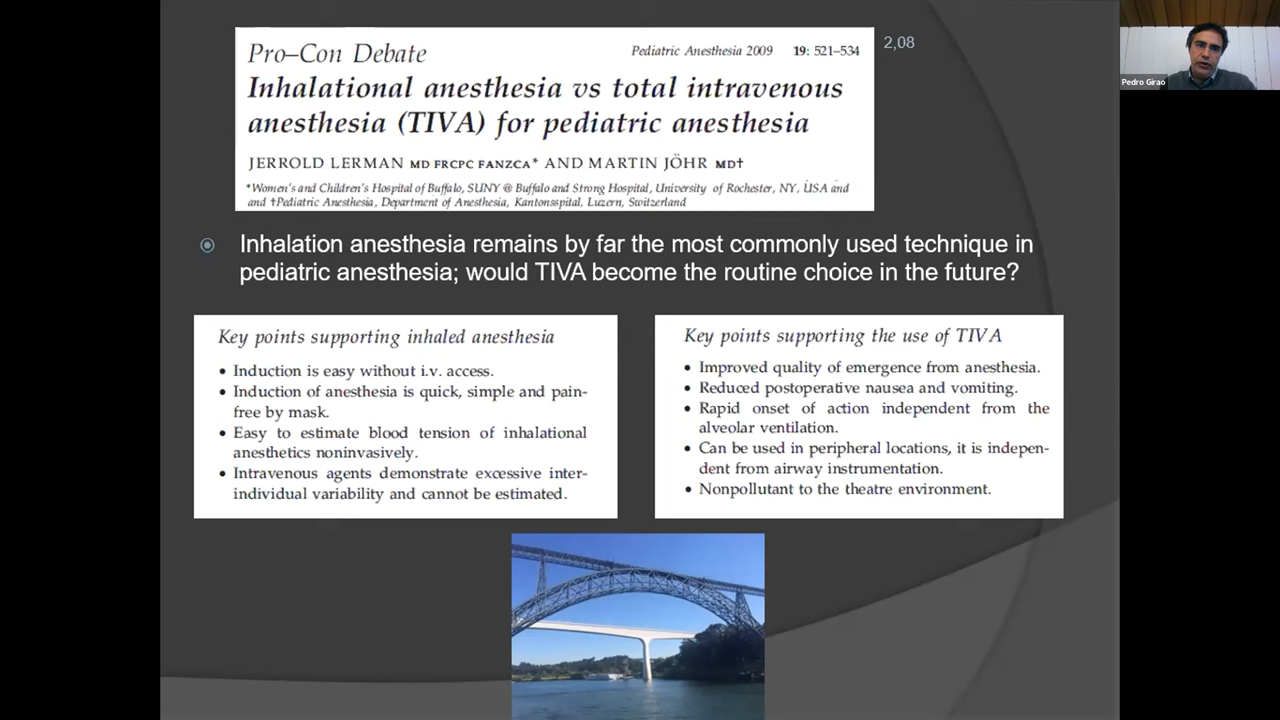 Pro–Con Debate
Pediatric Anesthesia 2009 19: 521–534
2,08
Inhalational anesthesia vs total intravenous
anesthesia (TIVA) for pediatric anesthesia
JERROLD LERMAN MD FRCPC FANZCA* AND MARTIN JÖHR MD†
*Women's and Children's Hospital of Buffalo, SUNY @ Buffalo and Strong Hospital, University of Rochester, NY, USA and
and †Pediatric Anesthesia, Department of Anesthesia, Kantonsspital, Luzern, Switzerland
Pedro Girao
Inhalation anesthesia remains by far the most commonly used technique in
pediatric anesthesia; would TIVA become the routine choice in the future?
Key points supporting inhaled anesthesia
• Induction is easy without i.v. access.
• Induction of anesthesia is quick, simple and pain-
free by mask.
• Easy to estimate blood tension of inhalational
anesthetics noninvasively.
• Intravenous agents demonstrate excessive inter-
individual variability and cannot be estimated.
Key points supporting the use of TIVA
• Improved quality of emergence from anesthesia.
• Reduced postoperative nausea and vomiting.
• Rapid onset of action independent from the
alveolar ventilation.
• Can be used in peripheral locations, it is indepen-
dent from airway instrumentation.
• Nonpollutant to the theatre environment.